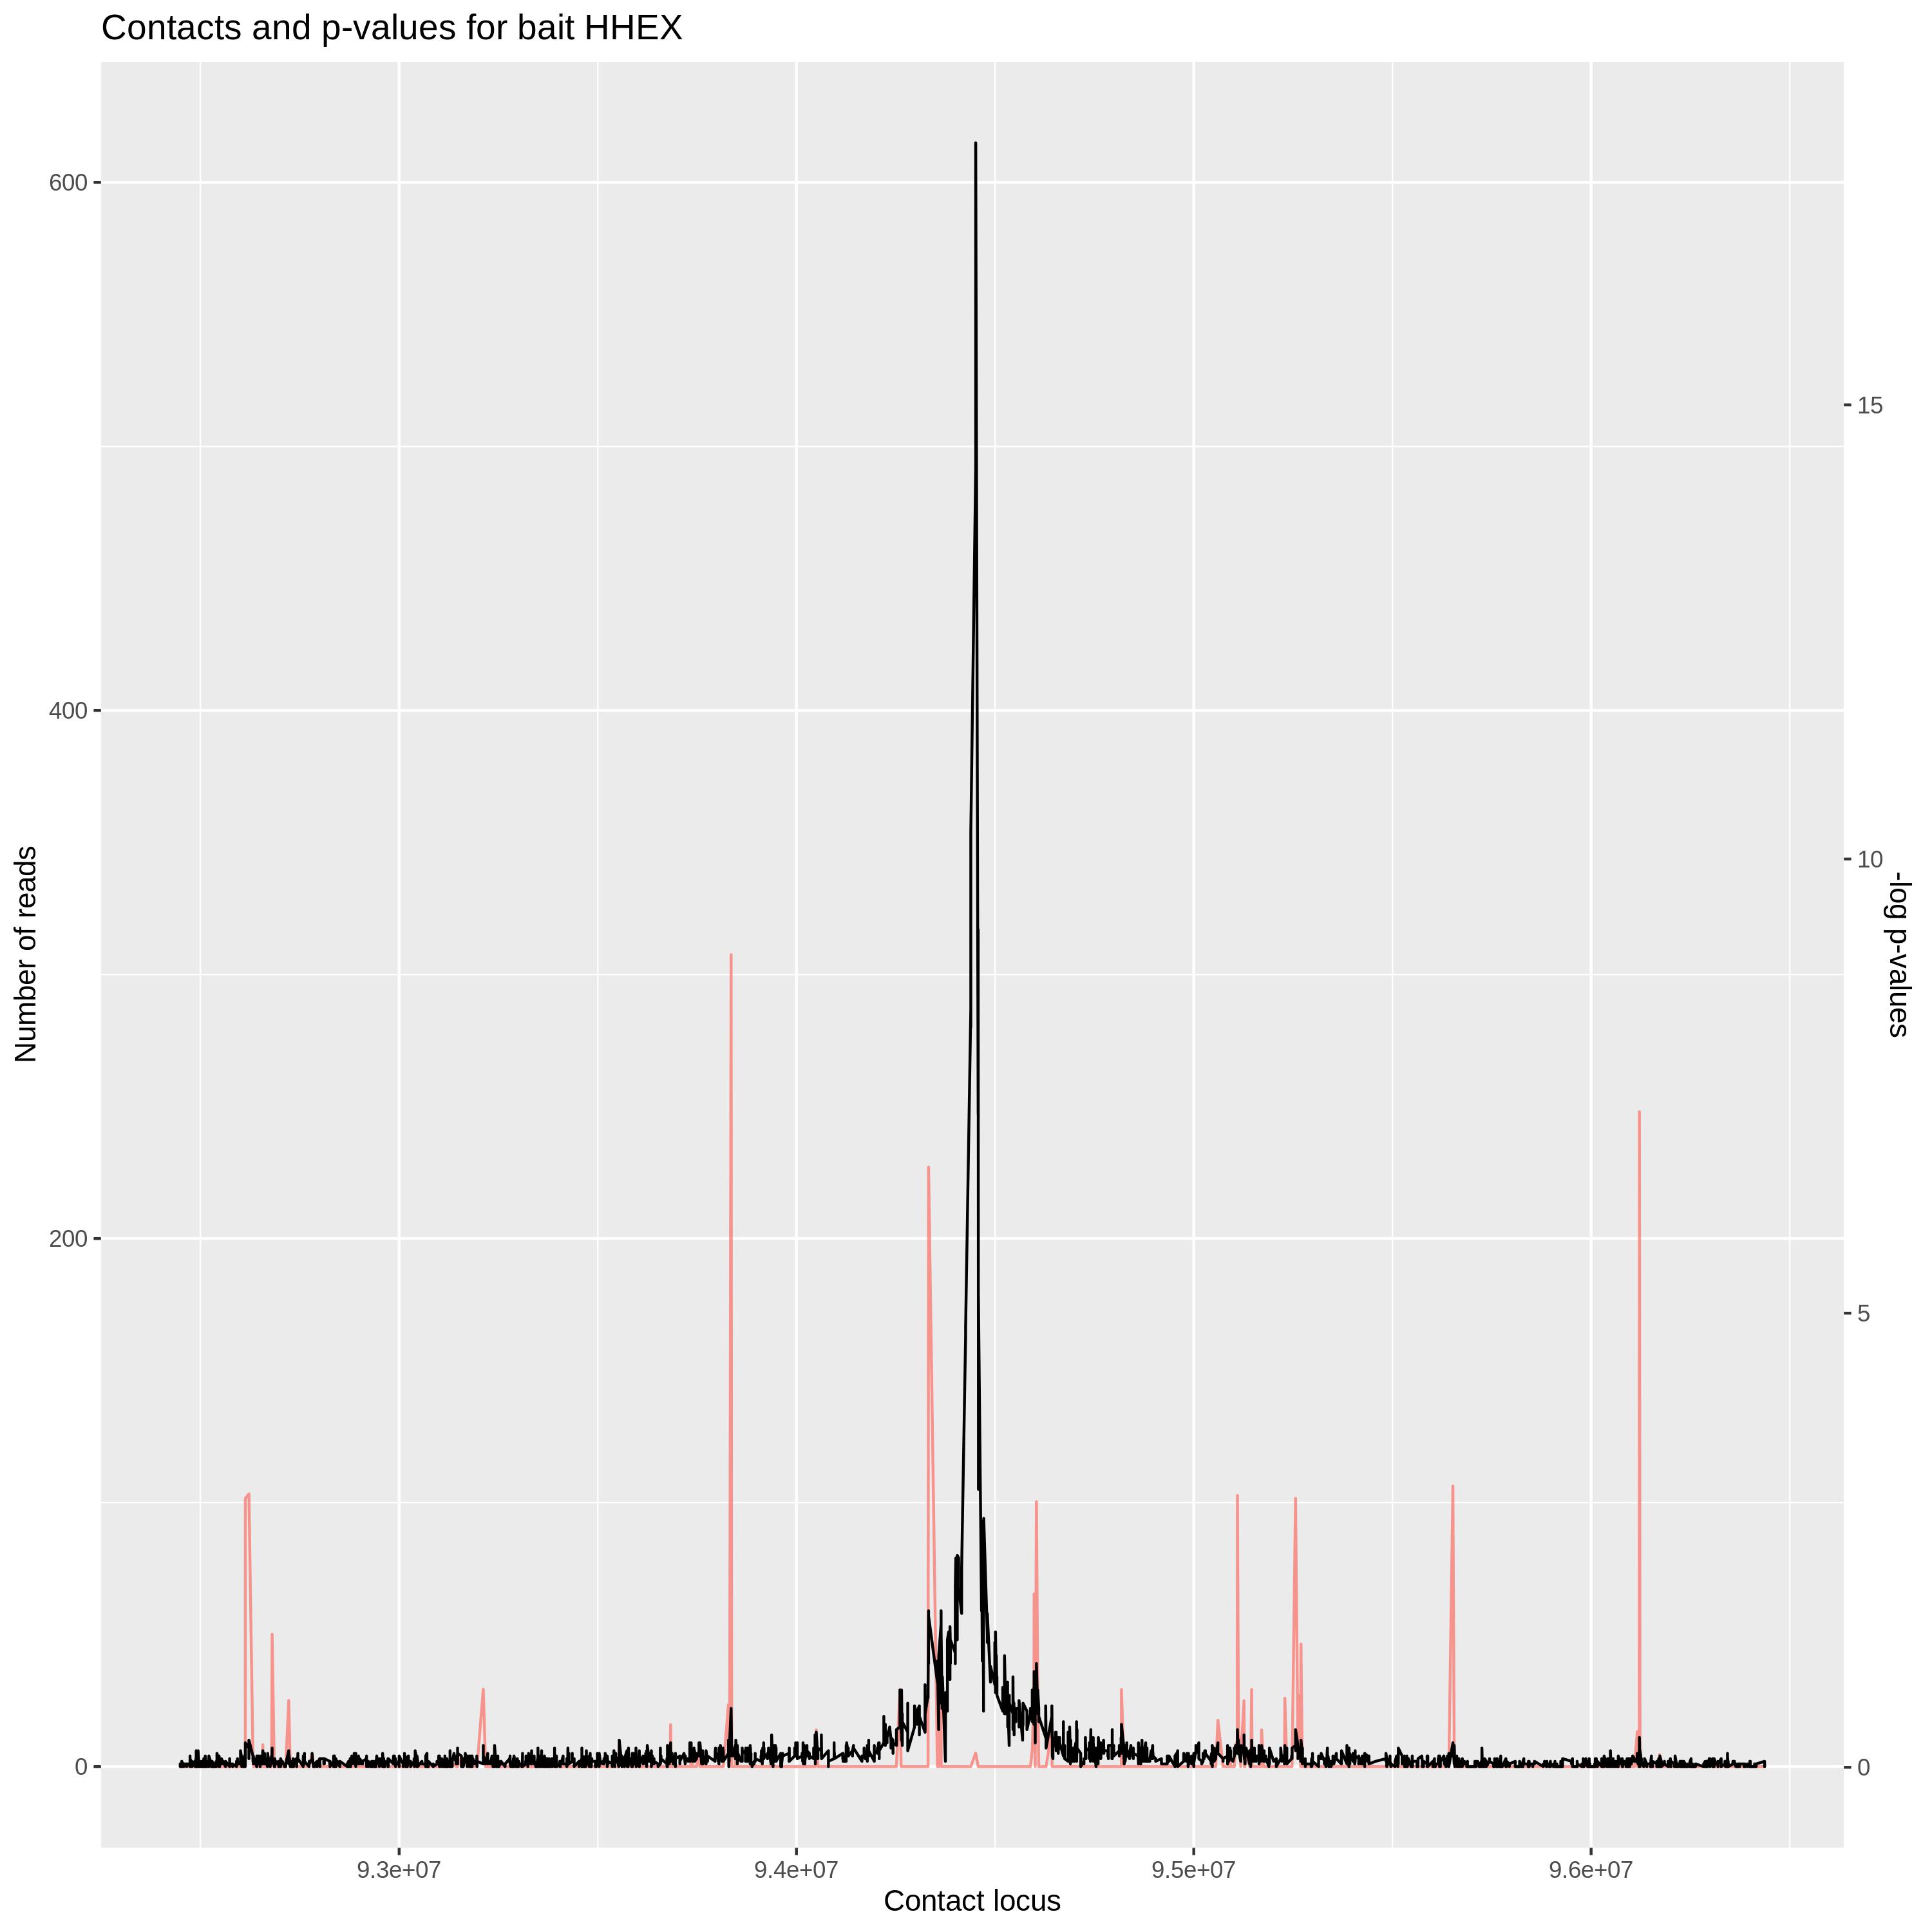 Contacts and p-values for bait HHEX
600
400
200
0
Number of reads
15
10
5
0
-log p-values
9.3e+07
9.4e+07
9.5e+07
9.6e+07
Contact locus